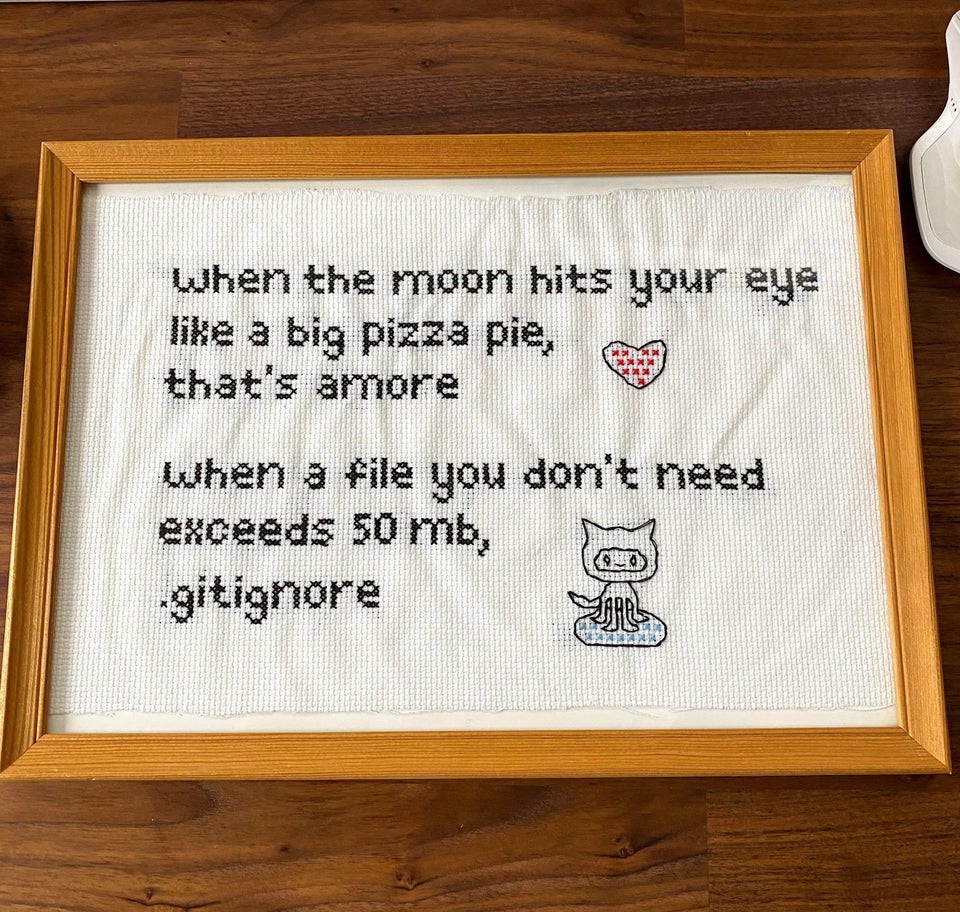 when the moon hits your eye
like a big pizza pie,
that's amore
when a file you don't need
exceeds 50 mb,
.gitignore